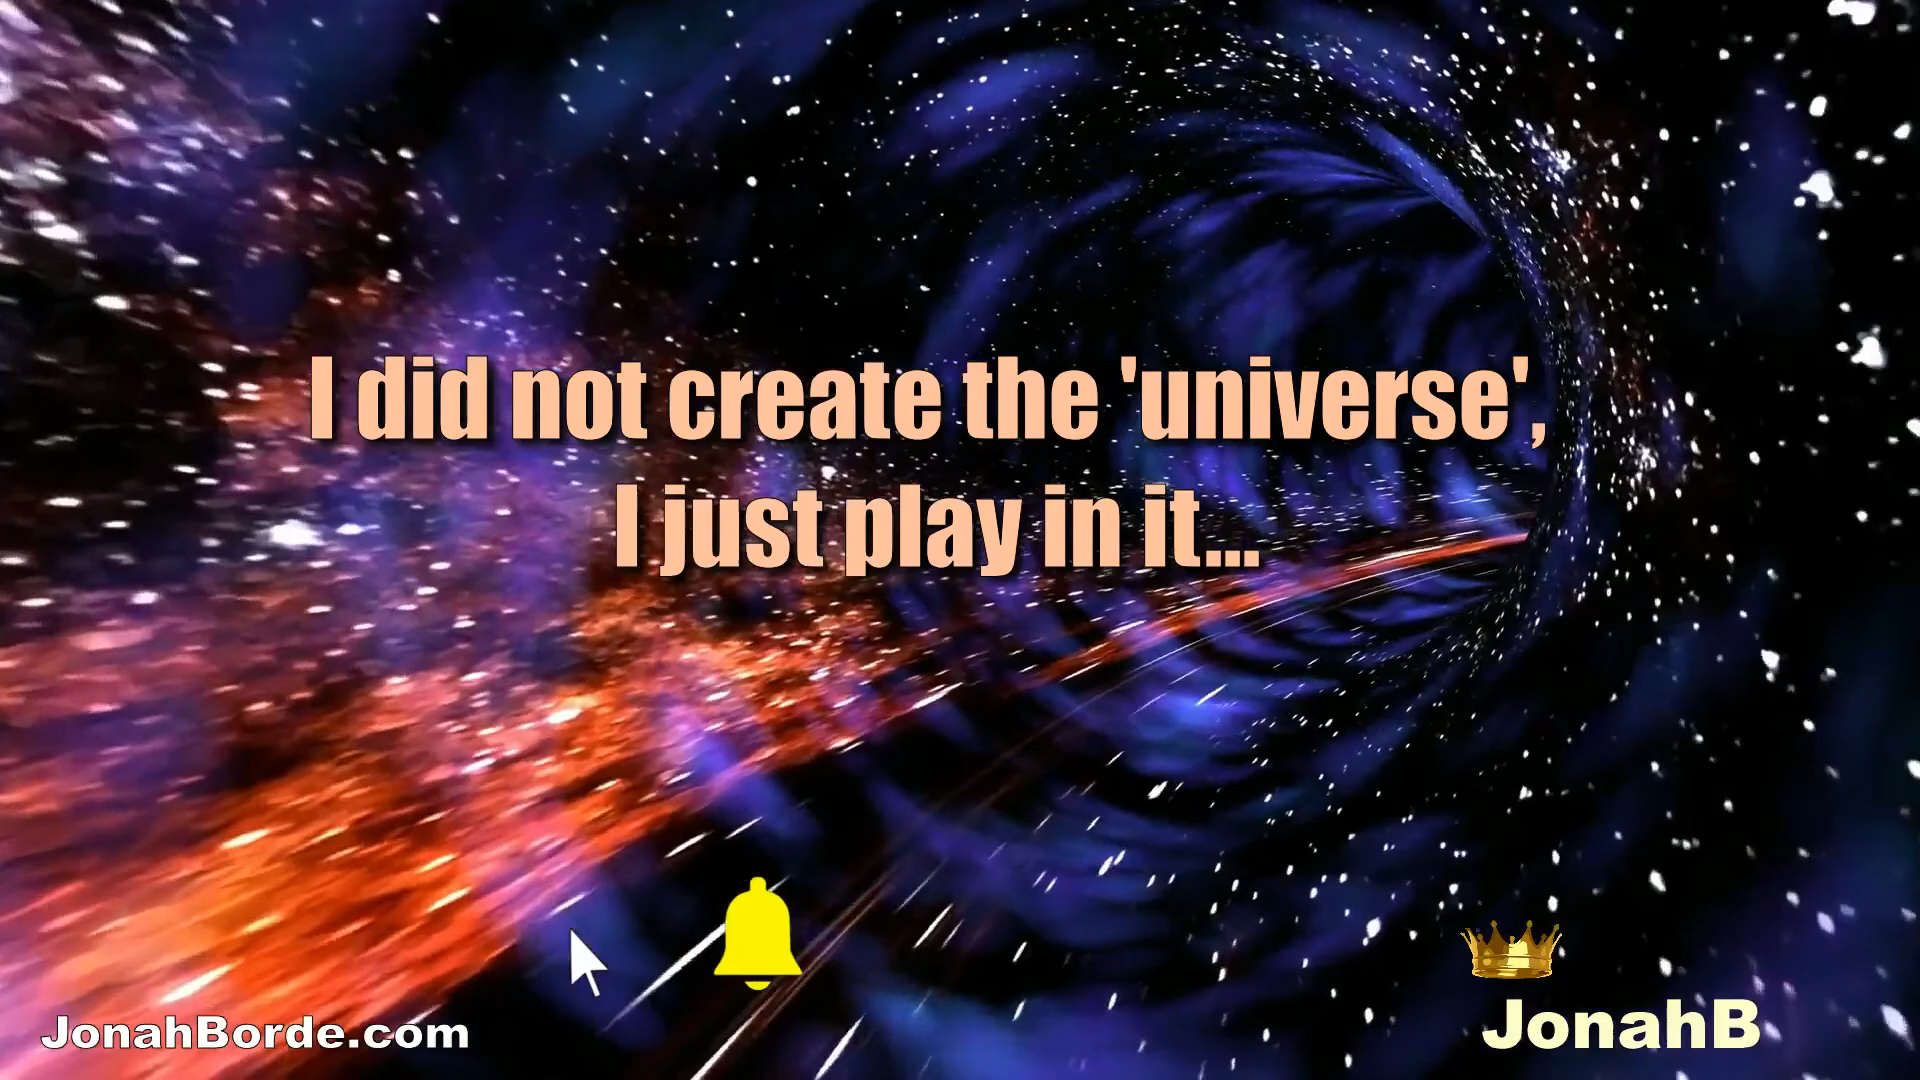 I did not create the 'universe',
I just play in it...
JonahBorde.com
JonahB